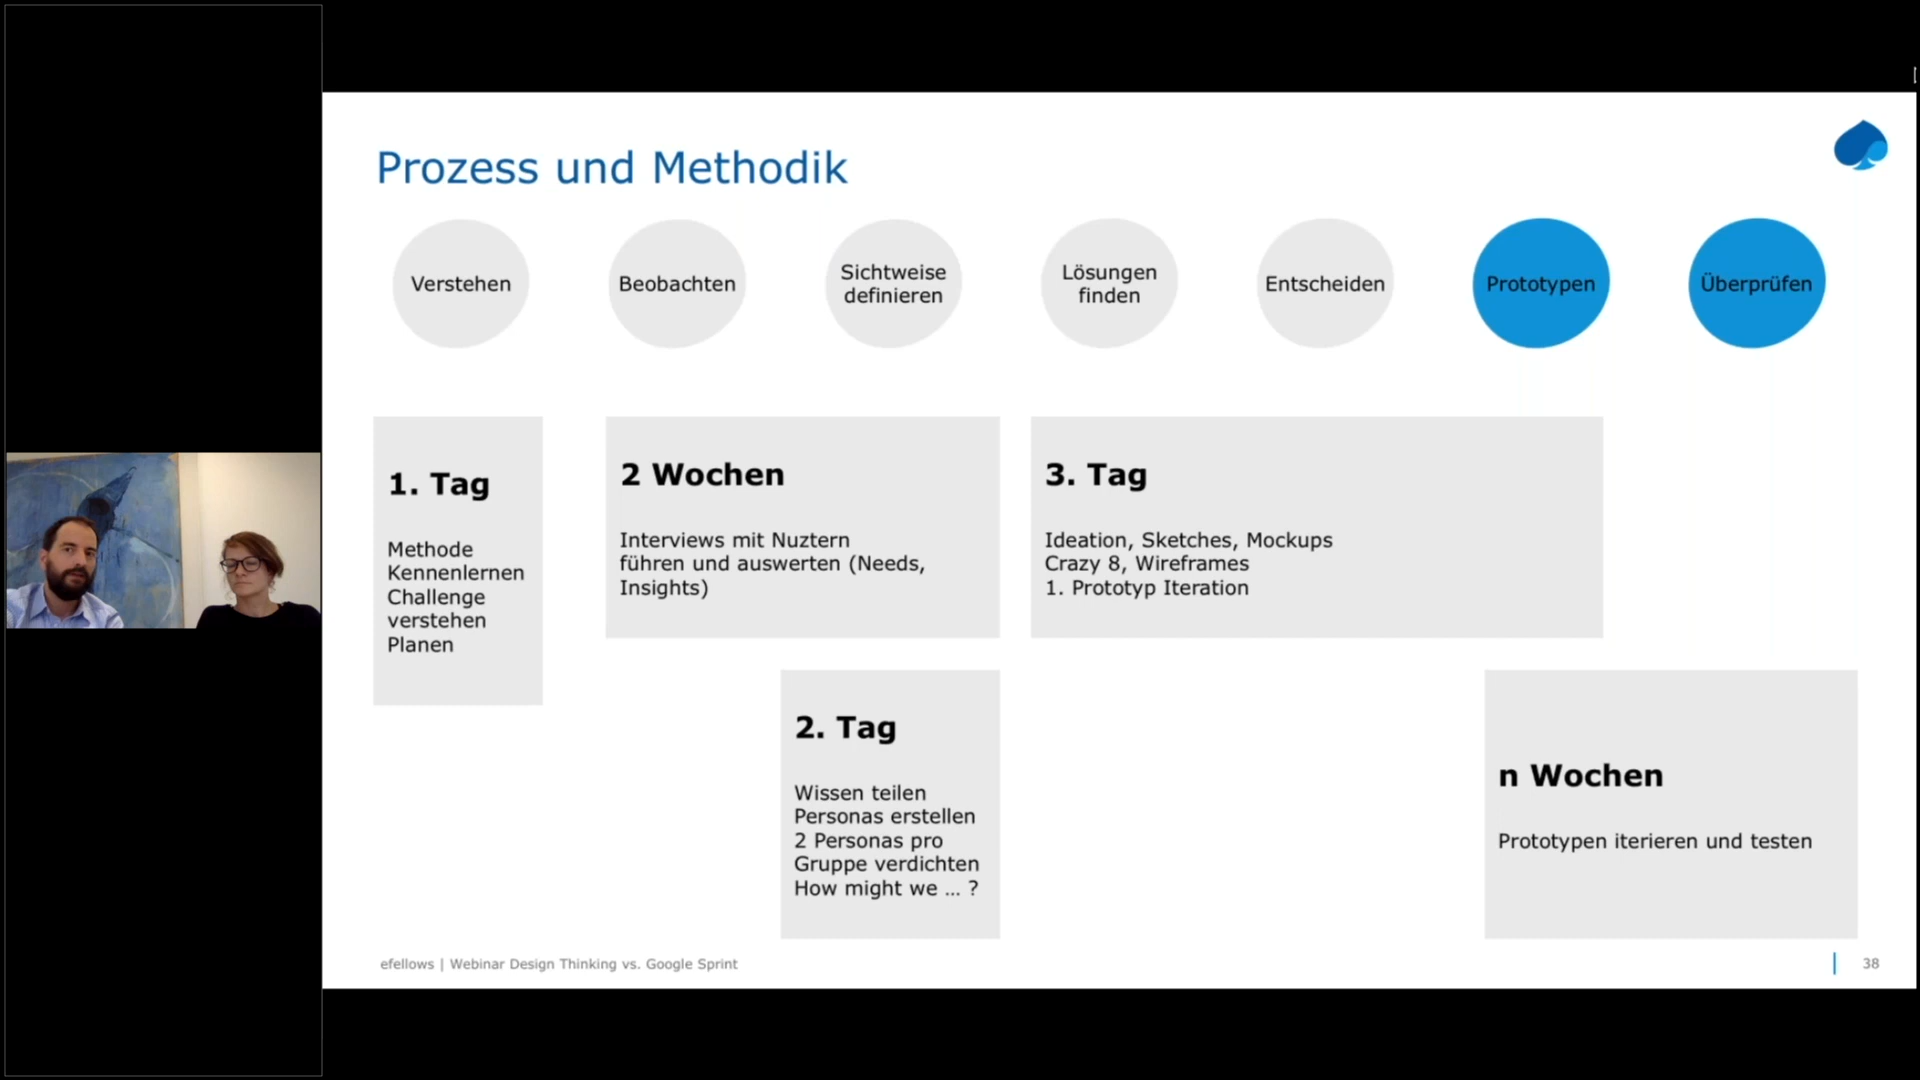 Prozess und Methodik
Verstehen
Beobachten
Sichtweise
definieren
Lösungen
finden
Entscheiden
Prototypen
Überprüfen
1. Tag
Methode
Kennenlernen
Challenge
verstehen
Planen
2 Wochen
Interviews mit Nuztern
führen und auswerten (Needs,
Insights)
3. Tag
Ideation, Sketches, Mockups
Crazy 8, Wireframes
1. Prototyp Iteration
2. Tag
Wissen teilen
Personas erstellen
2 Personas pro
Gruppe verdichten
How might we … ?
n Wochen
Prototypen iterieren und testen
efellows | Webinar Design Thinking vs. Google Sprint
38